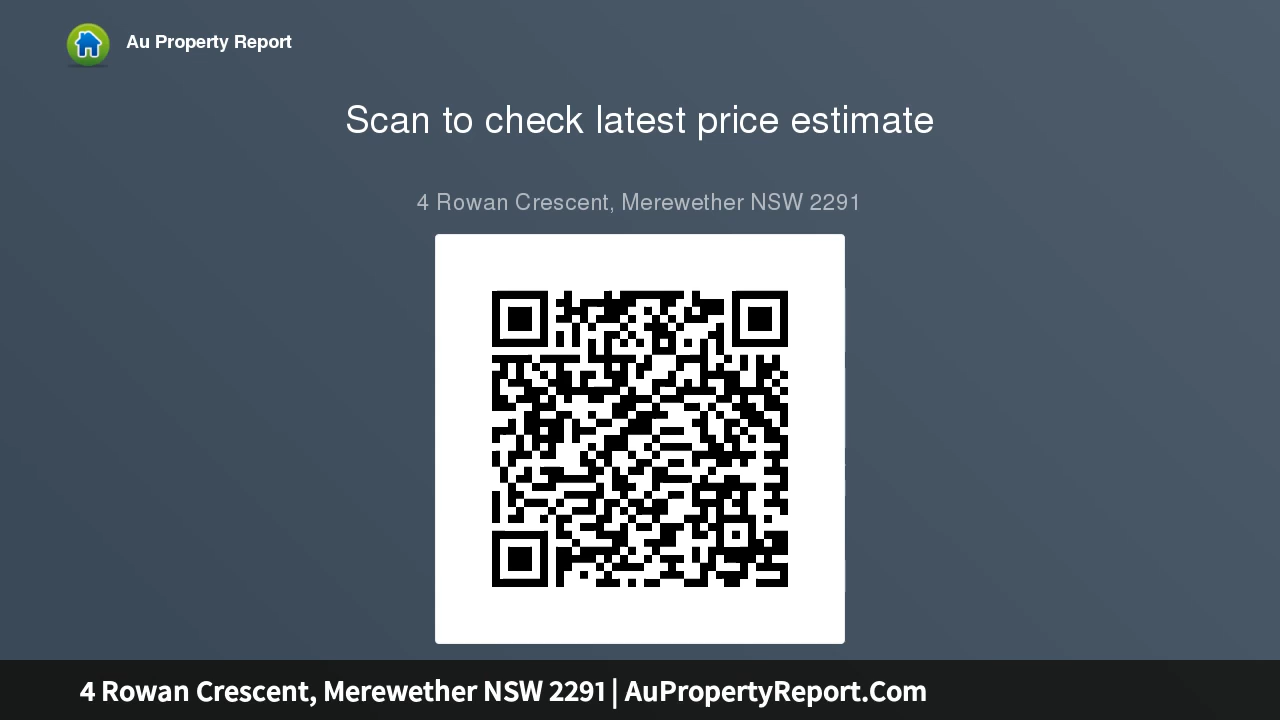 Au Property Report
Scan to check latest price estimate
4 Rowan Crescent, Merewether NSW 2291
4 Rowan Crescent, Merewether NSW 2291 | AuPropertyReport.Com